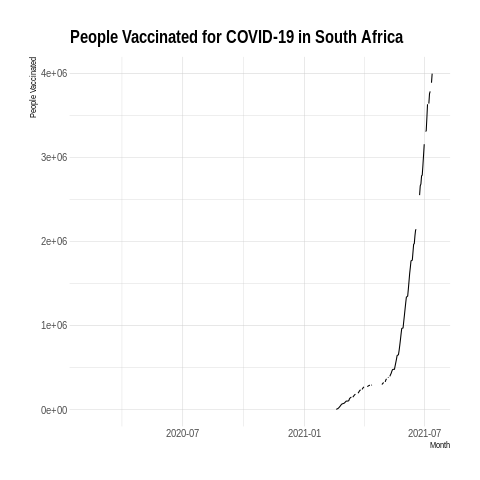 People Vaccinated for COVID-19 in South Africa
People Vaccinated
4e+06
3e+06
2e+06
1e+06
0e+00
2020-07
2021-01
2021-07
Month